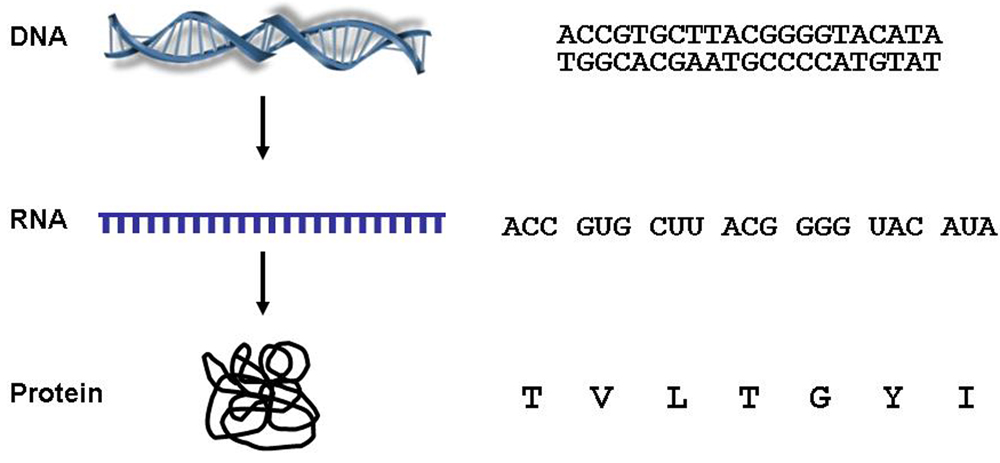 DNA ACCGTGCTTACGGGGTACATA
TGGCACGAATGCCCCATGTAT
RNA ACC GUG CUU ACG GGG UAC AUA
Protein T V L T G Y I